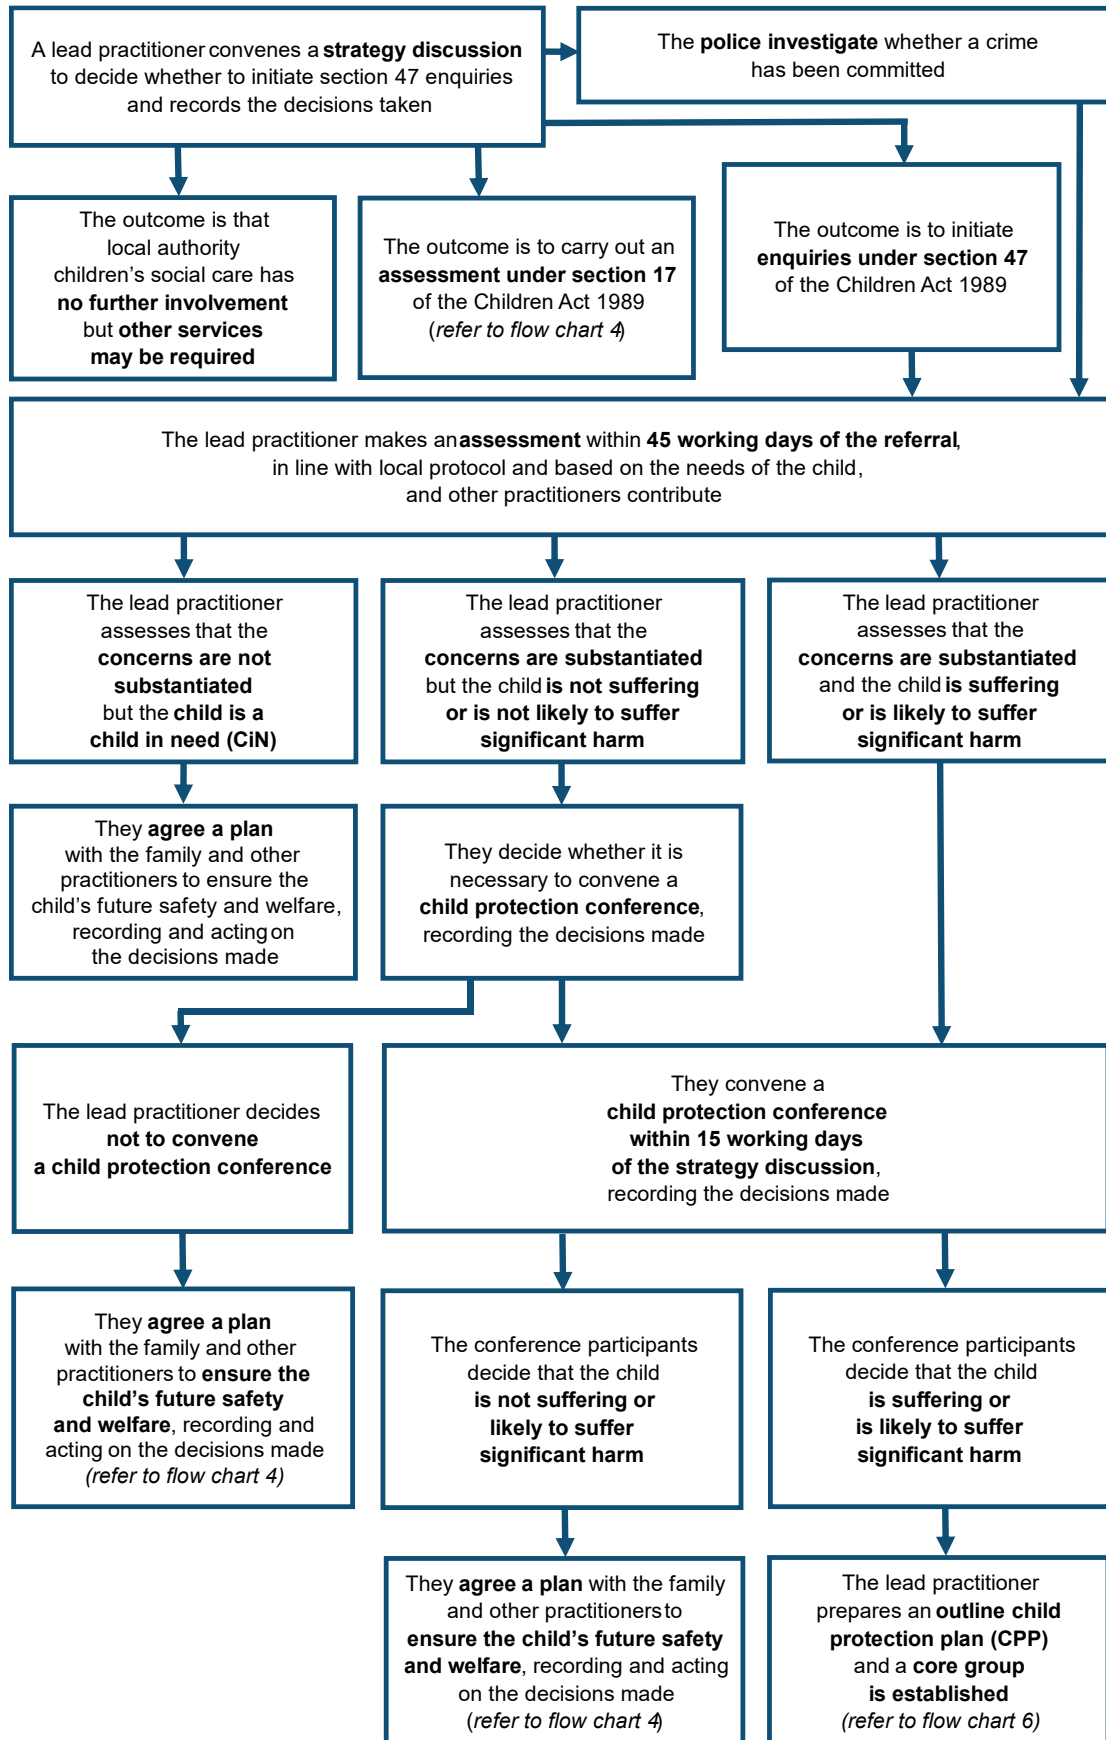 A lead practitioner convenes a strategy discussion
to decide whether to initiate section 47 enquiries
and records the decisions taken
The police investigate whether a crime
has been committed
The outcome is that
local authority
children's social care has
no further involvement
but other services
may be required
The outcome is to carry out an
assessment under section 17
of the Children Act 1989
(refer to flow chart 4)
The outcome is to initiate
enquiries under section 47
of the Children Act 1989
The lead practitioner makes an assessment within 45 working days of the referral,
in line with local protocol and based on the needs of the child,
and other practitioners contribute
The lead practitioner
assesses that the
concerns are not
substantiated
but the child is a
child in need (CiN)
The lead practitioner
assesses that the
concerns are substantiated
but the child is not suffering
or is not likely to suffer
significant harm
The lead practitioner
assesses that the
concerns are substantiated
and the child is suffering
or is likely to suffer
significant harm
They agree a plan
with the family and other
practitioners to ensure the
child's future safety and welfare,
recording and acting on
the decisions made
They decide whether it is
necessary to convene a
child protection conference,
recording the decisions made
The lead practitioner decides
not to convene
a child protection conference
They convene a
child protection conference
within 15 working days
of the strategy discussion,
recording the decisions made
They agree a plan
with the family and other
practitioners to ensure the
child's future safety
and welfare, recording and
acting on the decisions made
(refer to flow chart 4)
The conference participants
decide that the child
is not suffering or
likely to suffer
significant harm
The conference participants
decide that the child
is suffering or
is likely to suffer
significant harm
They agree a plan with the family
and other practitioners to
ensure the child's future safety
and welfare, recording and acting
on the decisions made
(refer to flow chart 4)
The lead practitioner
prepares an outline child
protection plan (CPP)
and a core group
is established
(refer to flow chart 6)